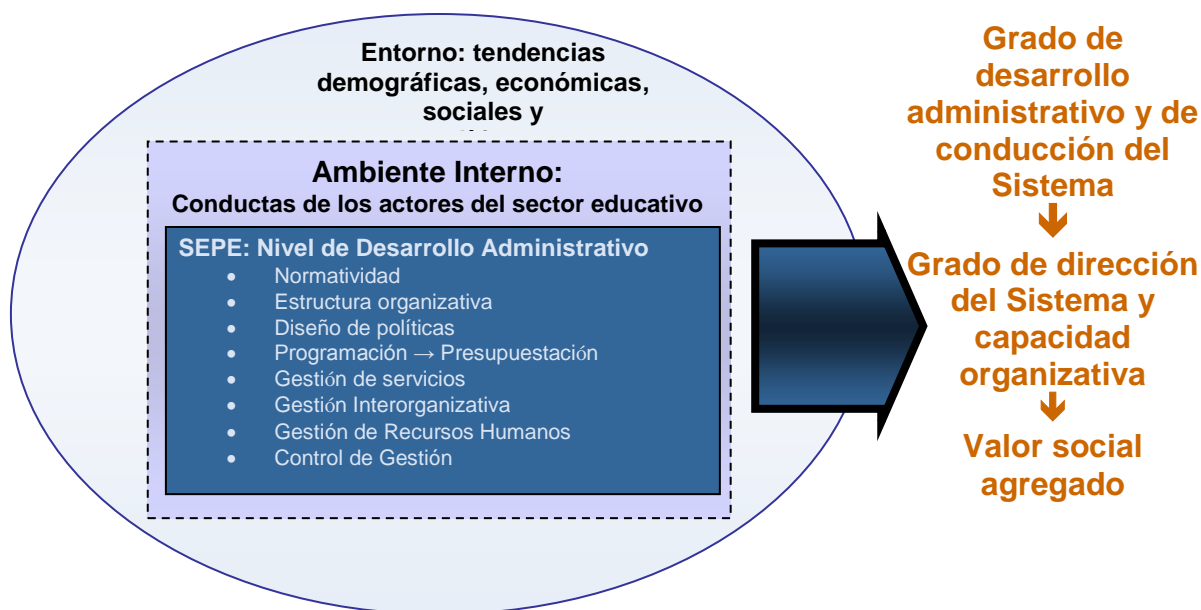 Entorno: tendencias
demográficas, económicas,
sociales y
Ambiente Interno:
Conductas de los actores del sector educativo
SEPE: Nivel de Desarrollo Administrativo
• Normatividad
• Estructura organizativa
• Diseño de políticas
• Programación → Presupuestación
• Gestión de servicios
• Gestión Interorganizativa
• Gestión de Recursos Humanos
• Control de Gestión
Grado de
desarrollo
administrativo y de
conducción del
Sistema
Grado de dirección
del Sistema y
capacidad
organizativa
Valor social
agregado